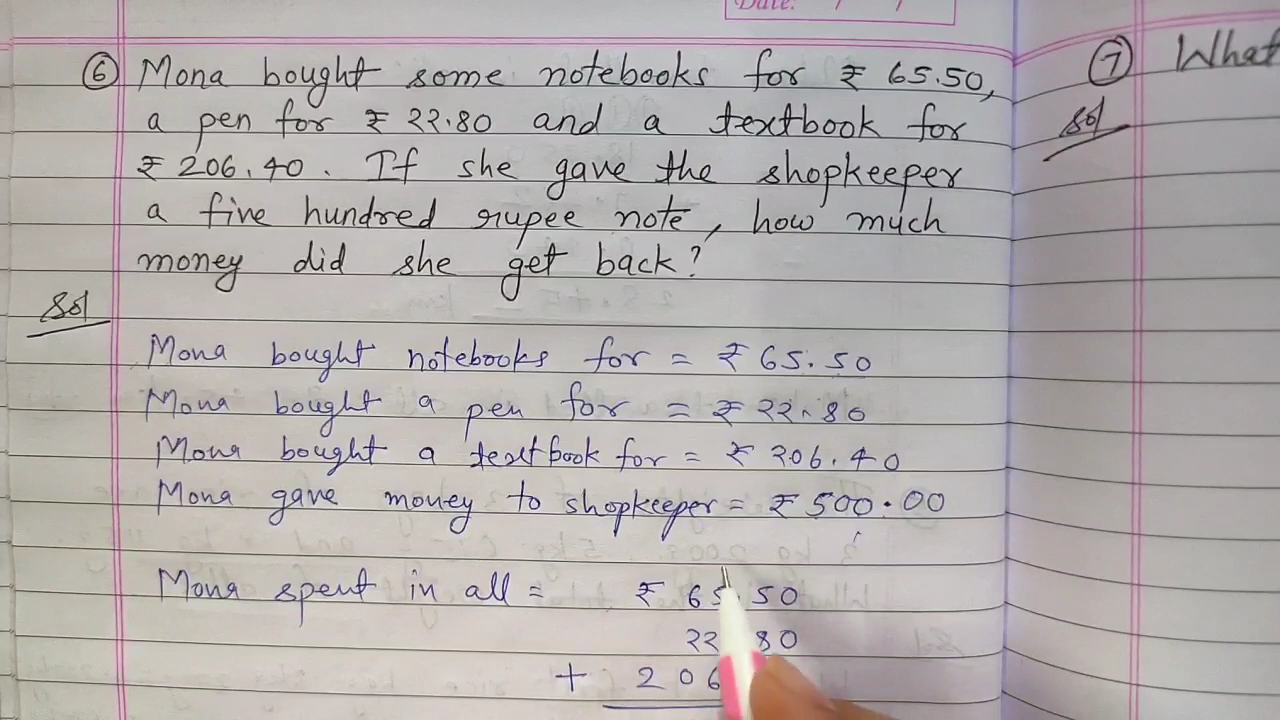 Date: / /
⑥ Mona bought some notebooks for ₹ 65.50,
a pen for ₹ 22.80 and a textbook for
₹ 206.40. If she gave the shopkeeper
a five hundred rupee note, how much
money did she get back?
Sol
Mona bought notebooks for = ₹ 65.50
Mona bought a pen for = ₹ 22.80
Mona bought a textbook for = ₹ 206.40
Mona gave money to shopkeeper = ₹ 500.00
Mona spent in all = ₹ 65.50
22 80
+ 206
⑦ What
Sol